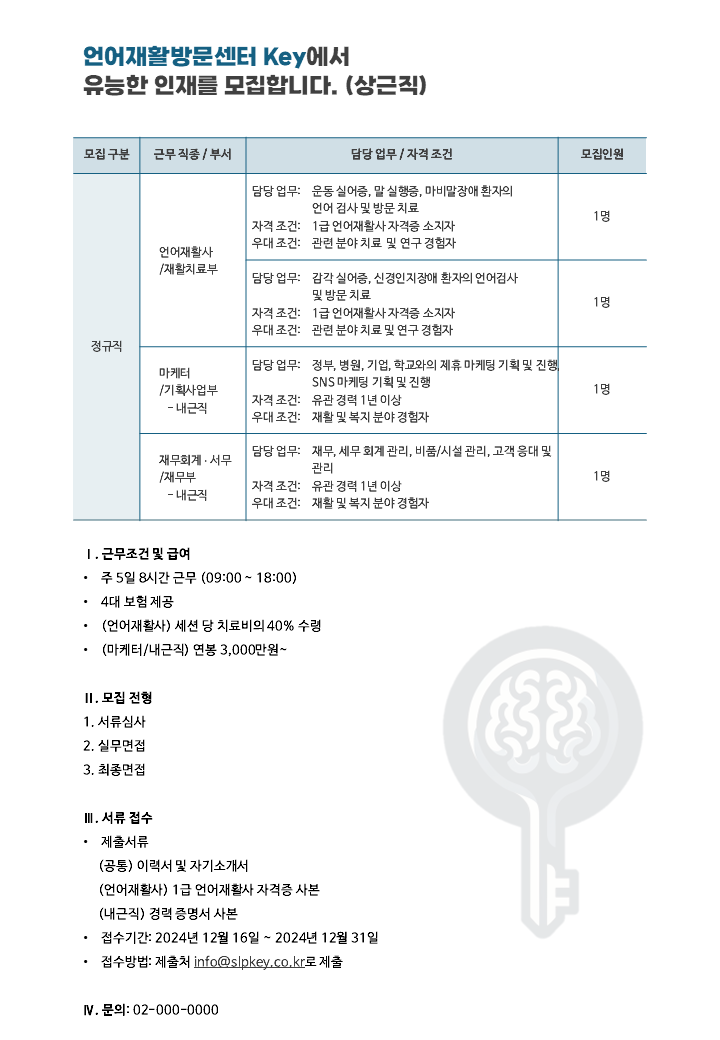 언어재활방문센터 Key에서
유능한 인재를 모집합니다. (상근직)
모집 구분 근무 직종 / 부서 담당 업무 / 자격 조건 모집인원
정규직
언어재활사
/재활치료부
담당 업무: 운동 실어증, 말 실행증, 마비말장애 환자의
언어 검사 및 방문 치료
자격 조건: 1급 언어재활사 자격증 소지자
우대 조건: 관련 분야 치료 및 연구 경험자
1명
담당 업무: 감각 실어증, 신경인지장애 환자의 언어검사
및 방문 치료
자격 조건: 1급 언어재활사 자격증 소지자
우대 조건: 관련 분야 치료 및 연구 경험자
1명
마케터
/기획사업부
- 내근직
담당 업무: 정부, 병원, 기업, 학교와의 제휴 마케팅 기획 및 진행,
SNS 마케팅 기획 및 진행
자격 조건: 유관 경력 1년 이상
우대 조건: 재활 및 복지 분야 경험자
1명
재무회계 · 서무
/재무부
- 내근직
담당 업무: 재무, 세무 회계 관리, 비품/시설 관리, 고객 응대 및
관리
자격 조건: 유관 경력 1년 이상
우대 조건: 재활 및 복지 분야 경험자
1명
Ⅰ. 근무조건 및 급여
• 주 5일 8시간 근무 (09:00 ~ 18:00)
• 4대 보험 제공
• (언어재활사) 세션 당 치료비의 40% 수령
• (마케터/내근직) 연봉 3,000만원~
Ⅱ. 모집 전형
1. 서류심사
2. 실무면접
3. 최종면접
Ⅲ. 서류 접수
• 제출서류
(공통) 이력서 및 자기소개서
(언어재활사) 1급 언어재활사 자격증 사본
(내근직) 경력 증명서 사본
• 접수기간: 2024년 12월 16일 ~ 2024년 12월 31일
• 접수방법: 제출처 info@slpkey.co.kr로 제출
Ⅳ. 문의: 02-000-0000